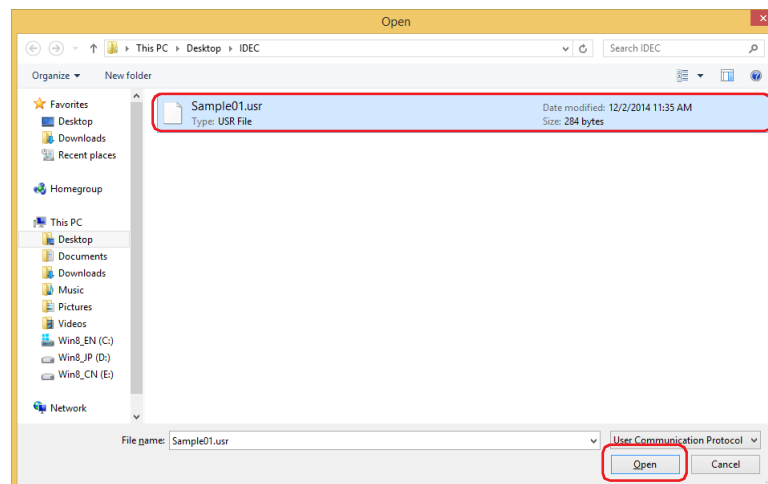 Open
This PC Desktop IDEC
Search IDEC
Organize New folder
Favorites
Desktop
Downloads
Recent places
Homegroup
This PC
Desktop
Documents
Downloads
Music
Pictures
Videos
Win8_EN (C:)
Win8_JP (D:)
Win8_CN (E:)
Network
Sample01.usr
Type: USR File
Date modified: 12/2/2014 11:35 AM
Size: 284 bytes
File name: Sample01.usr
User Communication Protocol
Open Cancel